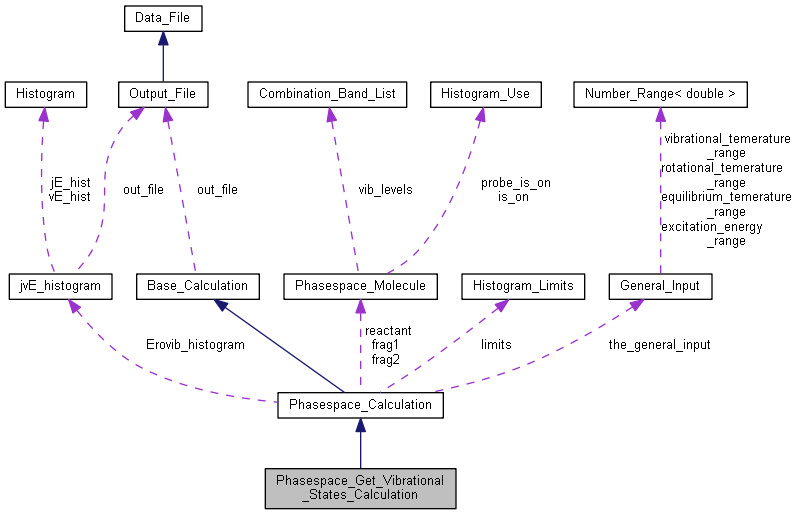 Data_File
Histogram
Output_File
Combination_Band_List
Histogram_Use
Number_Range< double >
jE_hist
vE_hist
out_file
out_file
vib_levels
probe_is_on
is_on
vibrational_temerature
_range
rotational_temerature
_range
equilibrium_temerature
_range
excitation_energy
_range
jvE_histogram
Base_Calculation
Phasespace_Molecule
Histogram_Limits
General_Input
Erovib_histogram
reactant
frag1
frag2
limits
the_general_input
Phasespace_Calculation
Phasespace_Get_Vibrational
_States_Calculation